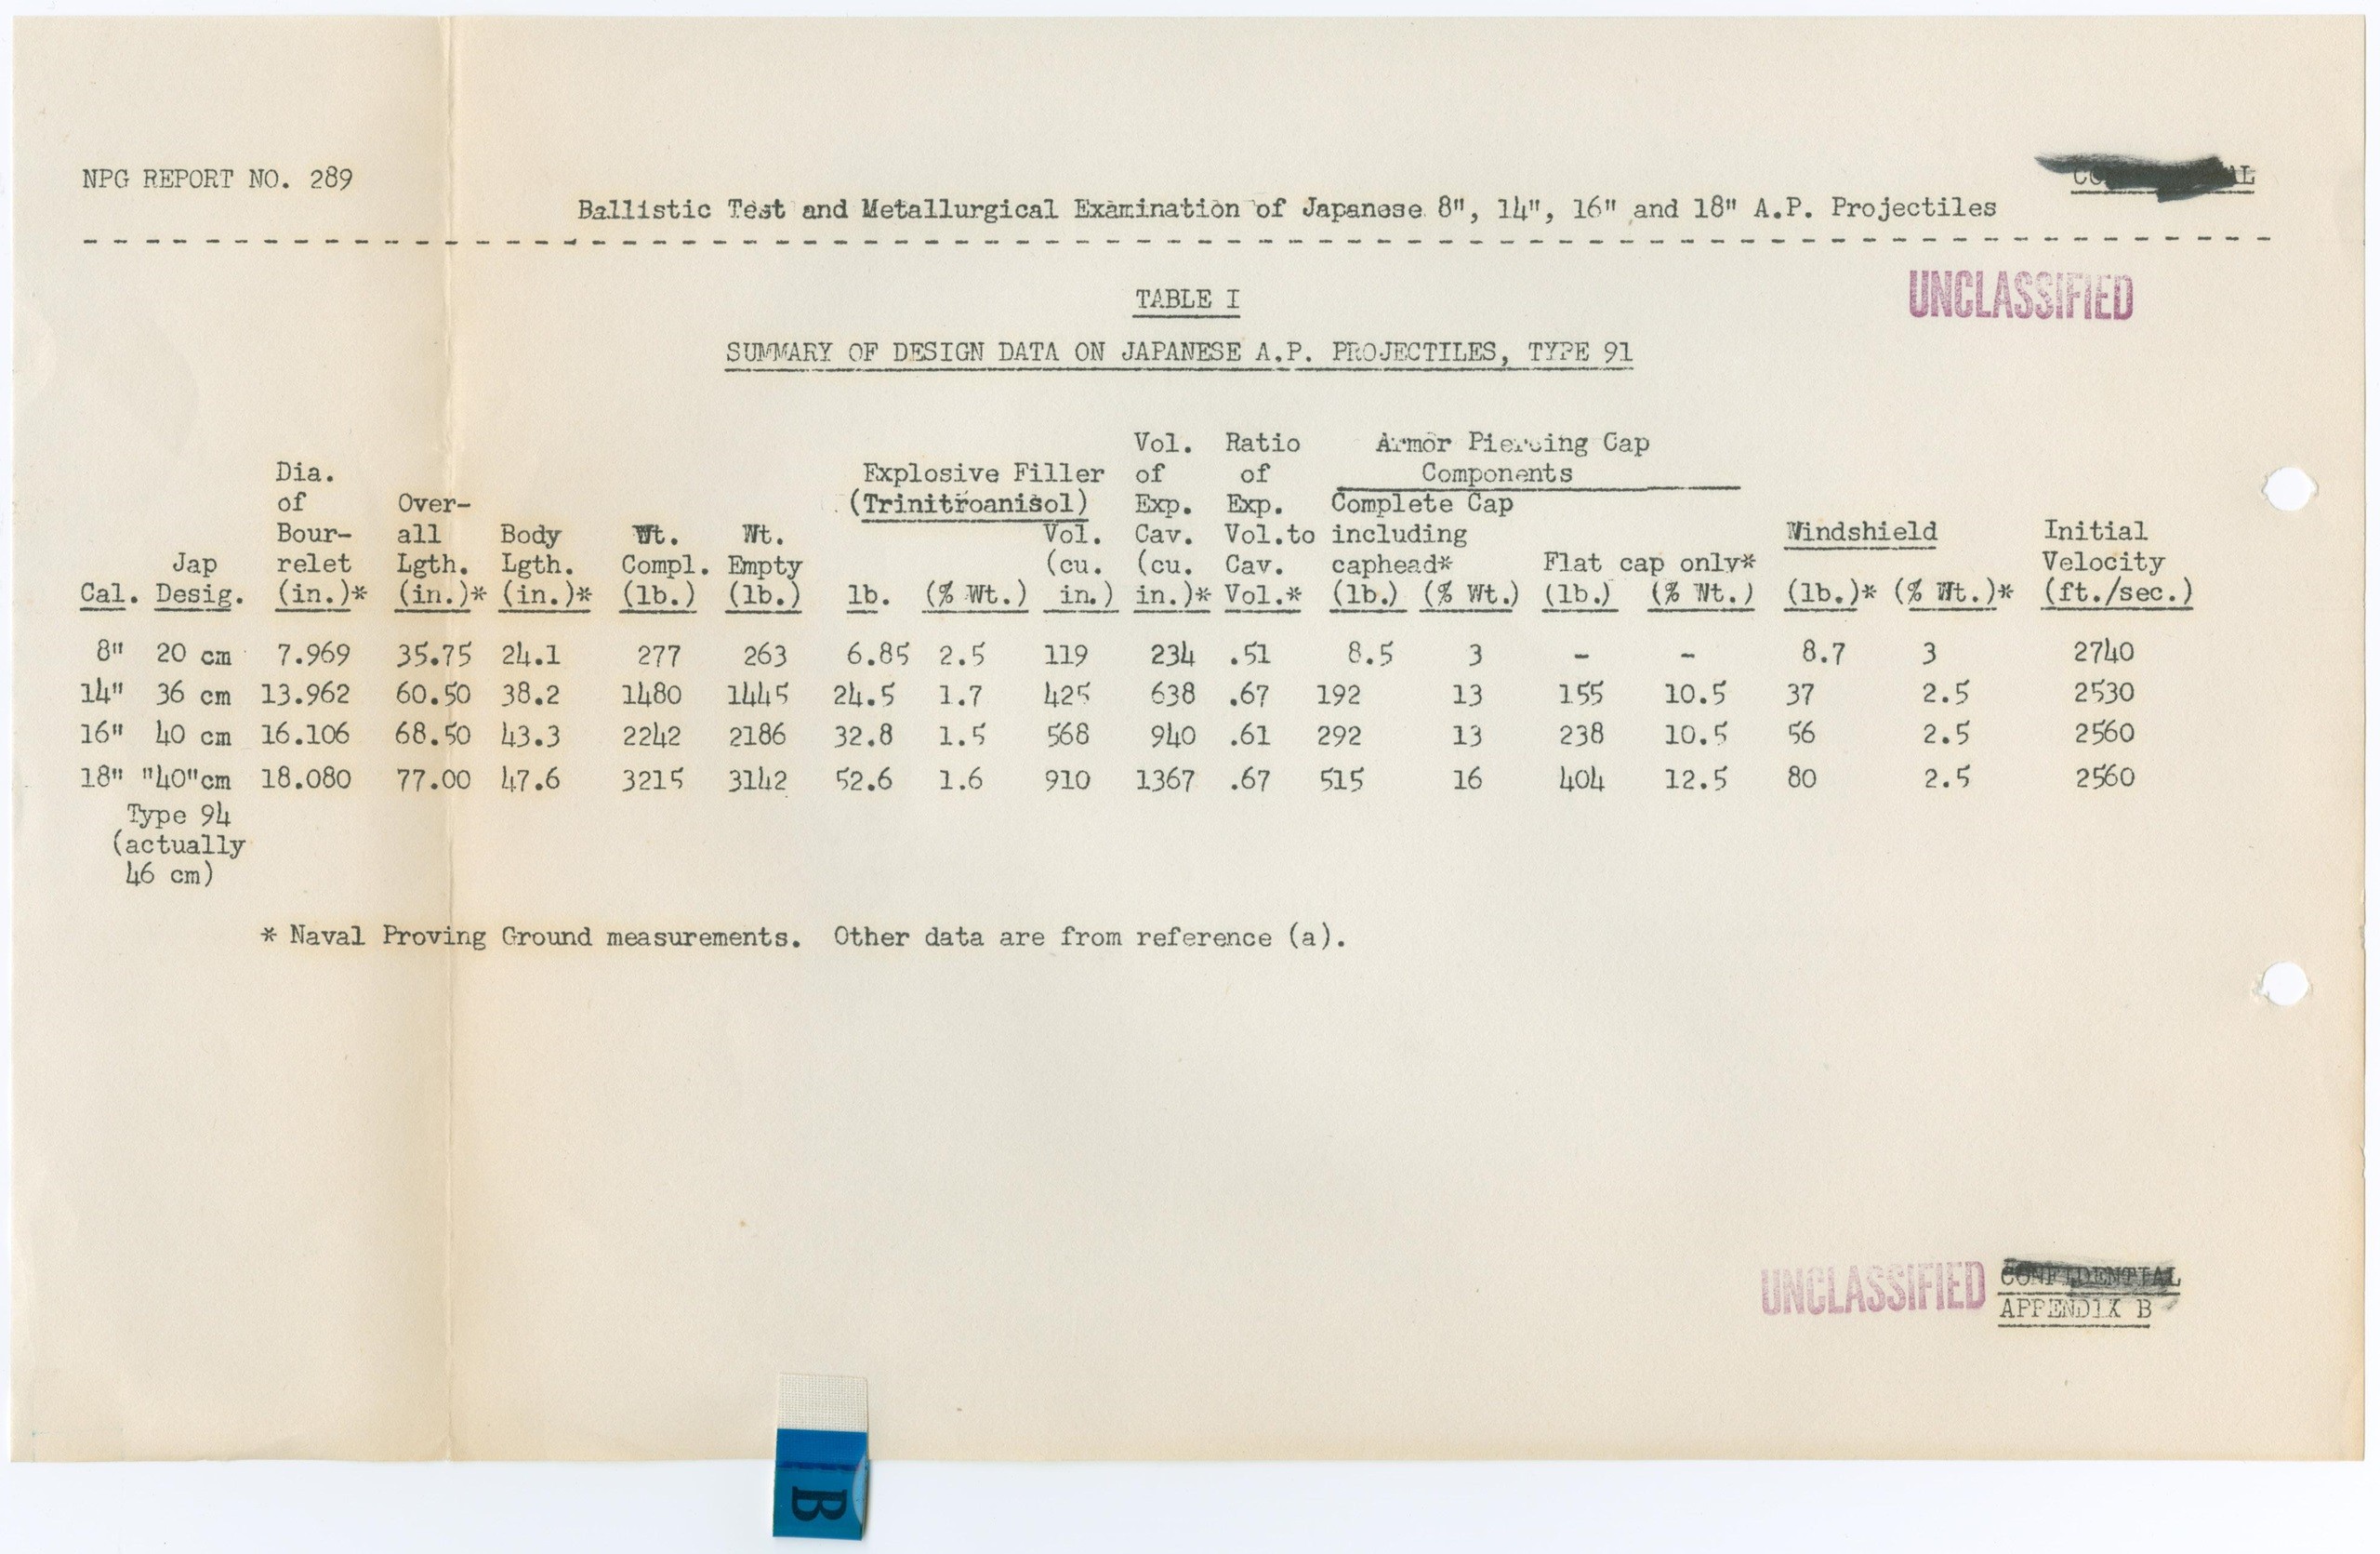 NPG REPORT NO. 289
Ballistic Test and Metallurgical Examination of Japanese 8", 14", 16" and 18" A.P. Projectiles
UNCLASSIFIED
TABLE I
SUMMARY OF DESIGN DATA ON JAPANESE A.P. PROJECTILES, TYPE 91
Vol. Ratio Armor Piercing Cap
Dia. Explosive Filler of of Components
of Over- (Trinitroanisol) Exp. Exp. Complete Cap
Bour- all Body Wt. Wt. Vol. Cav. Vol.to including Windshield Initial
Jap relet Lgth. Lgth. Compl. Empty (cu. (cu. Cav. caphead* Flat cap only* Velocity
Cal. Desig. (in.)* (in.)* (in.)* (lb.) (lb.) lb. (% Wt.) in.) in.)* Vol.* (lb.) (% Wt.) (lb.) (% Wt.) (lb.)* (% Wt.)* (ft./sec.)
8" 20 cm 7.969 35.75 24.1 277 263 6.85 2.5 119 234 .51 8.5 3 - - 8.7 3 2740
14" 36 cm 13.962 60.50 38.2 1480 1445 24.5 1.7 425 638 .67 192 13 155 10.5 37 2.5 2530
16" 40 cm 16.106 68.50 43.3 2242 2186 32.8 1.5 568 940 .61 292 13 238 10.5 56 2.5 2560
18" "40"cm 18.080 77.00 47.6 3215 3142 52.6 1.6 910 1367 .67 515 16 404 12.5 80 2.5 2560
Type 94
(actually
46 cm)
* Naval Proving Ground measurements. Other data are from reference (a).
UNCLASSIFIED CONFIDENTIAL
APPENDIX B
B